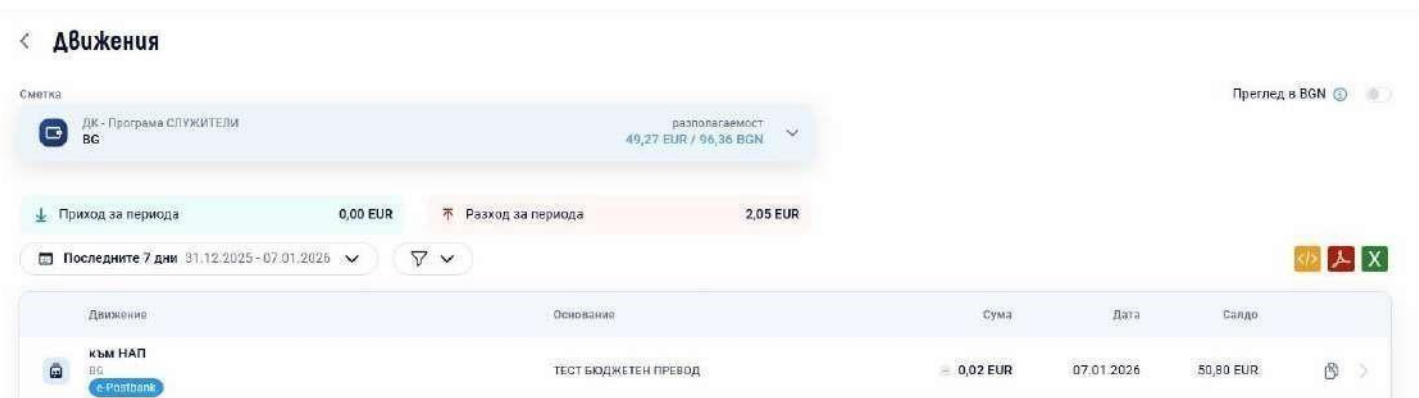 Движения
Сметка
Преглед в BGN
ДК - Програма СЛУЖИТЕЛИ
разполагаемост
BG
49,27 EUR / 96,36 BGN
Приход за периода 0,00 EUR
Разход за периода 2,05 EUR
Последните 7 дни 31.12.2025 - 07.01.2026
Движение Основание Сума Дата Салдо
към НАП
BG
ТЕСТ БЮДЖЕТЕН ПРЕВОД - 0,02 EUR 07.01.2026 50,80 EUR
e-Postbank